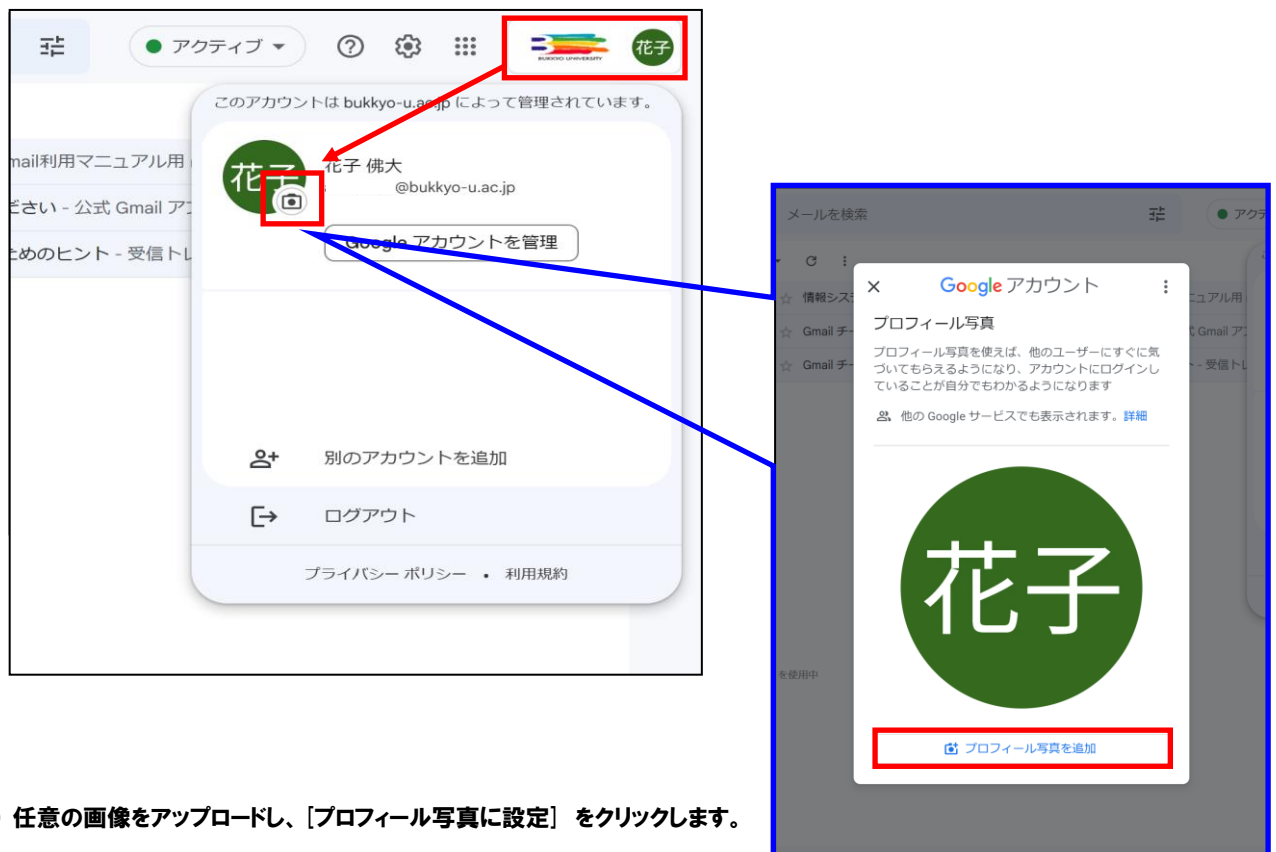 アクティブ
BUKKYO UNIVERSITY
花子
このアカウントは bukkyo-u.ac.jp によって管理されています。
mail利用マニュアル用
花子
花子 佛大
@bukkyo-u.ac.jp
ださい - 公式 Gmail アプ
Google アカウントを管理
ためのヒント - 受信トレ
別のアカウントを追加
ログアウト
プライバシー ポリシー • 利用規約
メールを検索
アクテ
Google アカウント
情報シス
ニュアル用
プロフィール写真
Gmail チー
Gmail ア
プロフィール写真を使えば、他のユーザーにすぐに気
づいてもらえるようになり、アカウントにログインし
ていることが自分でもわかるようになります
Gmail チー
- 受信トレ
他の Google サービスでも表示されます。詳細
花子
を使用中
プロフィール写真を追加
任意の画像をアップロードし、[プロフィール写真に設定] をクリックします。